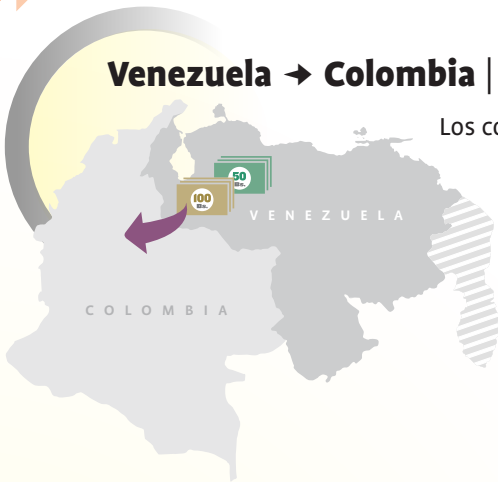 Venezuela → Colombia |
Los co
50
Bs.
100
Bs.
VENEZUELA
COLOMBIA